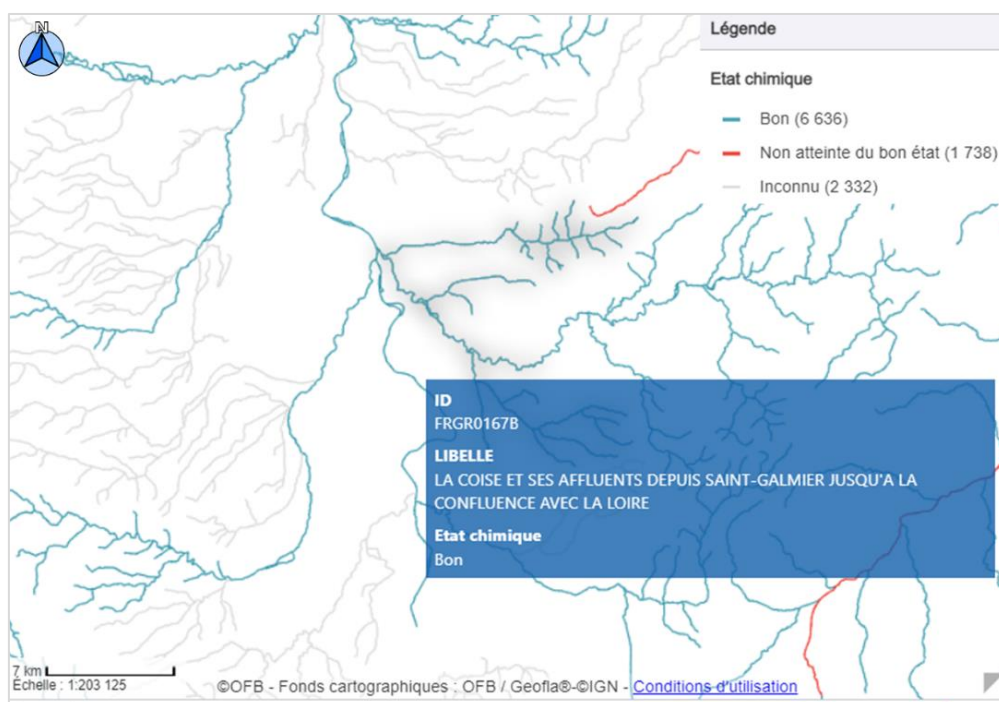 N
Légende
Etat chimique
Bon (6 636)
Non atteinte du bon état (1 738)
Inconnu (2 332)
ID
FRGR0167B
LIBELLE
LA COISE ET SES AFFLUENTS DEPUIS SAINT-GALMIER JUSQU'A LA
CONFLUENCE AVEC LA LOIRE
Etat chimique
Bon
7 km
Échelle : 1:203 125
©OFB - Fonds cartographiques : OFB / Geofla®-©IGN - Conditions d'utilisation